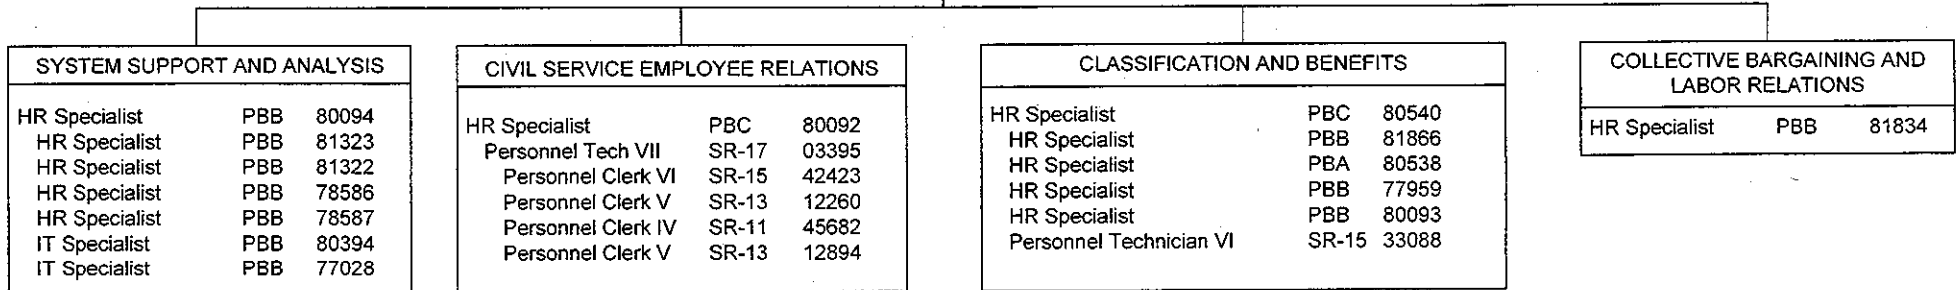 SYSTEM SUPPORT AND ANALYSIS
HR Specialist PBB 80094
HR Specialist PBB 81323
HR Specialist PBB 81322
HR Specialist PBB 78586
HR Specialist PBB 78587
IT Specialist PBB 80394
IT Specialist PBB 77028
CIVIL SERVICE EMPLOYEE RELATIONS
HR Specialist PBC 80092
Personnel Tech VII SR-17 03395
Personnel Clerk VI SR-15 42423
Personnel Clerk V SR-13 12260
Personnel Clerk IV SR-11 45682
Personnel Clerk V SR-13 12894
CLASSIFICATION AND BENEFITS
HR Specialist PBC 80540
HR Specialist PBB 81866
HR Specialist PBA 80538
HR Specialist PBB 77959
HR Specialist PBB 80093
Personnel Technician VI SR-15 33088
COLLECTIVE BARGAINING AND
LABOR RELATIONS
HR Specialist PBB 81834